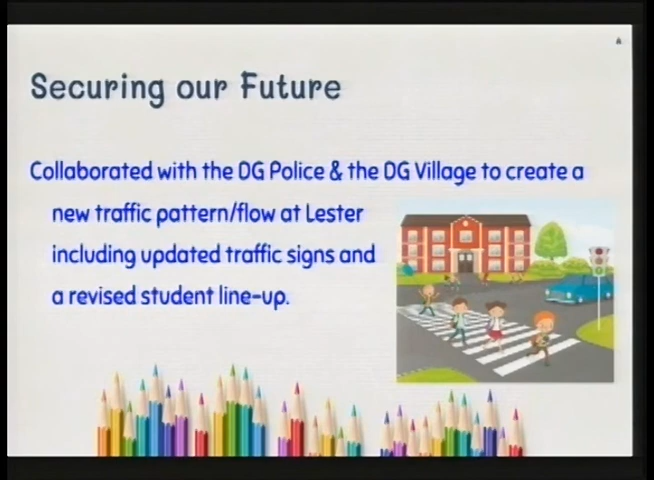 Securing our Future
Collaborated with the DG Police & the DG Village to create a
new traffic pattern/flow at Lester
including updated traffic signs and
a revised student line-up.